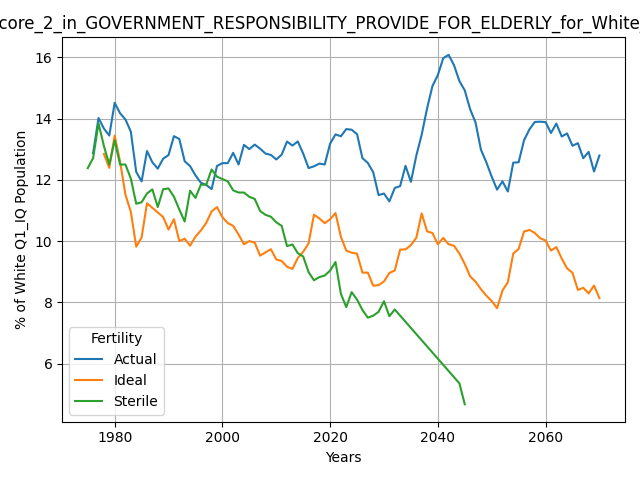 core_2_in_GOVERNMENT_RESPONSIBILITY_PROVIDE_FOR_ELDERLY_for_White_
% of White Q1_IQ Population
16
14
12
10
8
6
Fertility
Actual
Ideal
Sterile
1980
2000
2020
2040
2060
Years